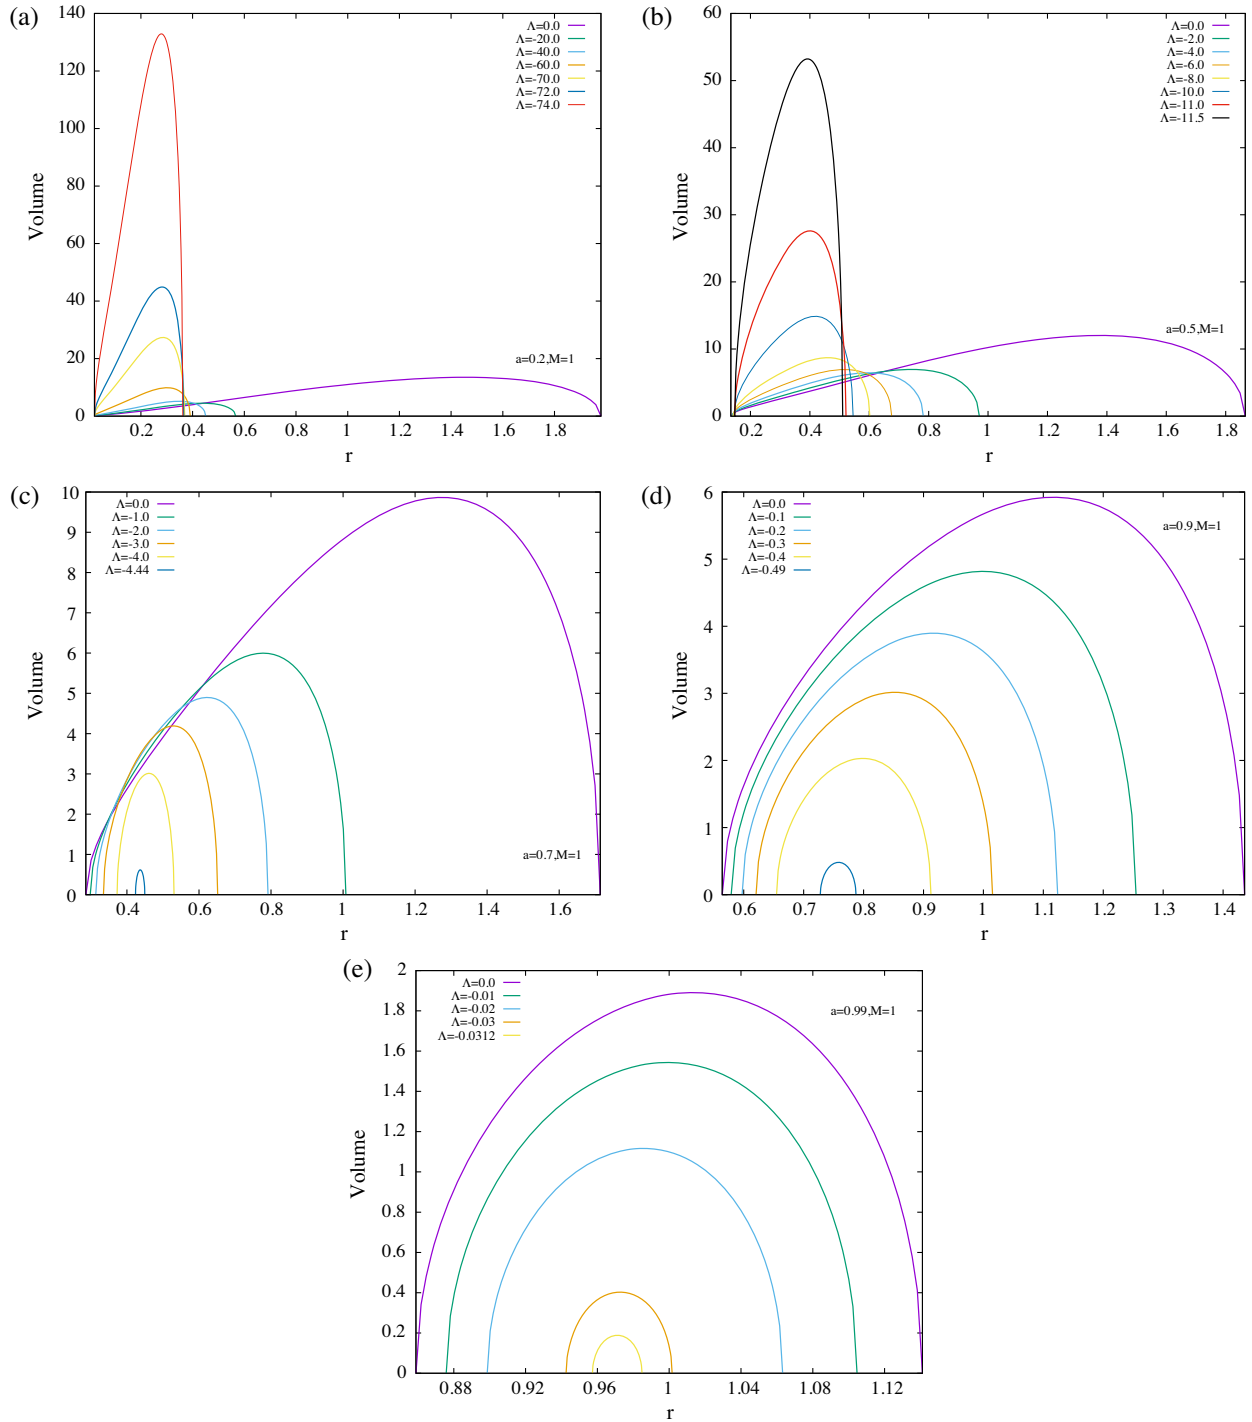 (a)
140
120
100
80
60
40
20
0
Volume
0.2 0.4 0.6 0.8 1 1.2 1.4 1.6 1.8
r
Λ=0.0
Λ=-20.0
Λ=-40.0
Λ=-60.0
Λ=-70.0
Λ=-72.0
Λ=-74.0
a=0.2,M=1
(b)
60
50
40
30
20
10
0
Volume
0.2 0.4 0.6 0.8 1 1.2 1.4 1.6 1.8
r
Λ=0.0
Λ=-2.0
Λ=-4.0
Λ=-6.0
Λ=-8.0
Λ=-10.0
Λ=-11.0
Λ=-11.5
a=0.5,M=1
(c)
10
9
8
7
6
5
4
3
2
1
0
Volume
0.4 0.6 0.8 1 1.2 1.4 1.6
r
Λ=0.0
Λ=-1.0
Λ=-2.0
Λ=-3.0
Λ=-4.0
Λ=-4.44
a=0.7,M=1
(d)
6
5
4
3
2
1
0
Volume
0.6 0.7 0.8 0.9 1 1.1 1.2 1.3 1.4
r
Λ=0.0
Λ=-0.1
Λ=-0.2
Λ=-0.3
Λ=-0.4
Λ=-0.49
a=0.9,M=1
(e)
2
1.8
1.6
1.4
1.2
1
0.8
0.6
0.4
0.2
0
Volume
0.88 0.92 0.96 1 1.04 1.08 1.12
r
Λ=0.0
Λ=-0.01
Λ=-0.02
Λ=-0.03
Λ=-0.0312
a=0.99,M=1